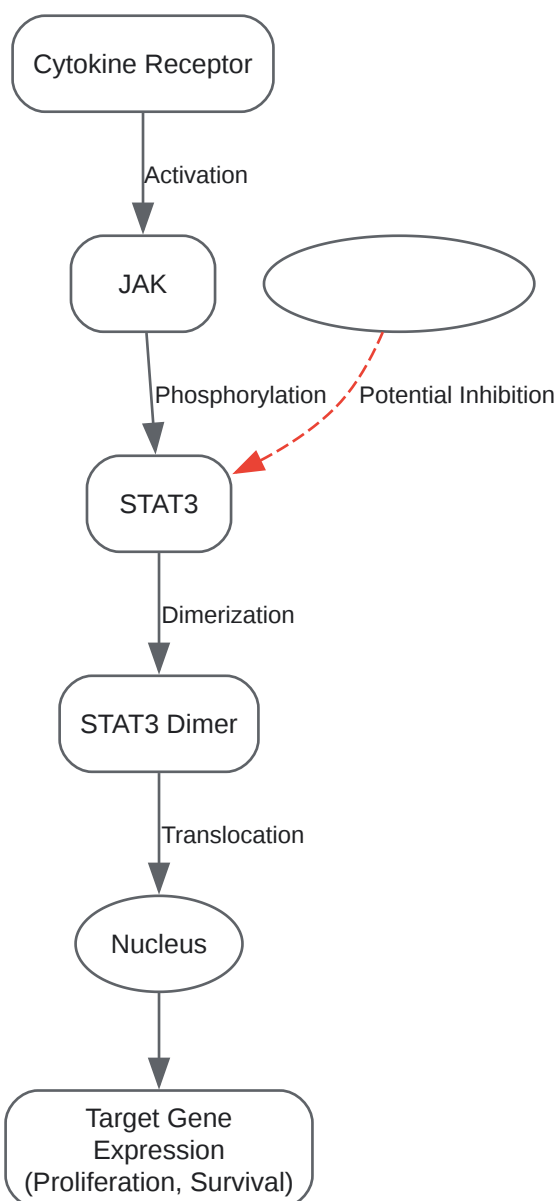 Cytokine Receptor
Activation
JAK
Phosphorylation
Potential Inhibition
STAT3
Dimerization
STAT3 Dimer
Translocation
Nucleus
Target Gene
Expression
(Proliferation, Survival)